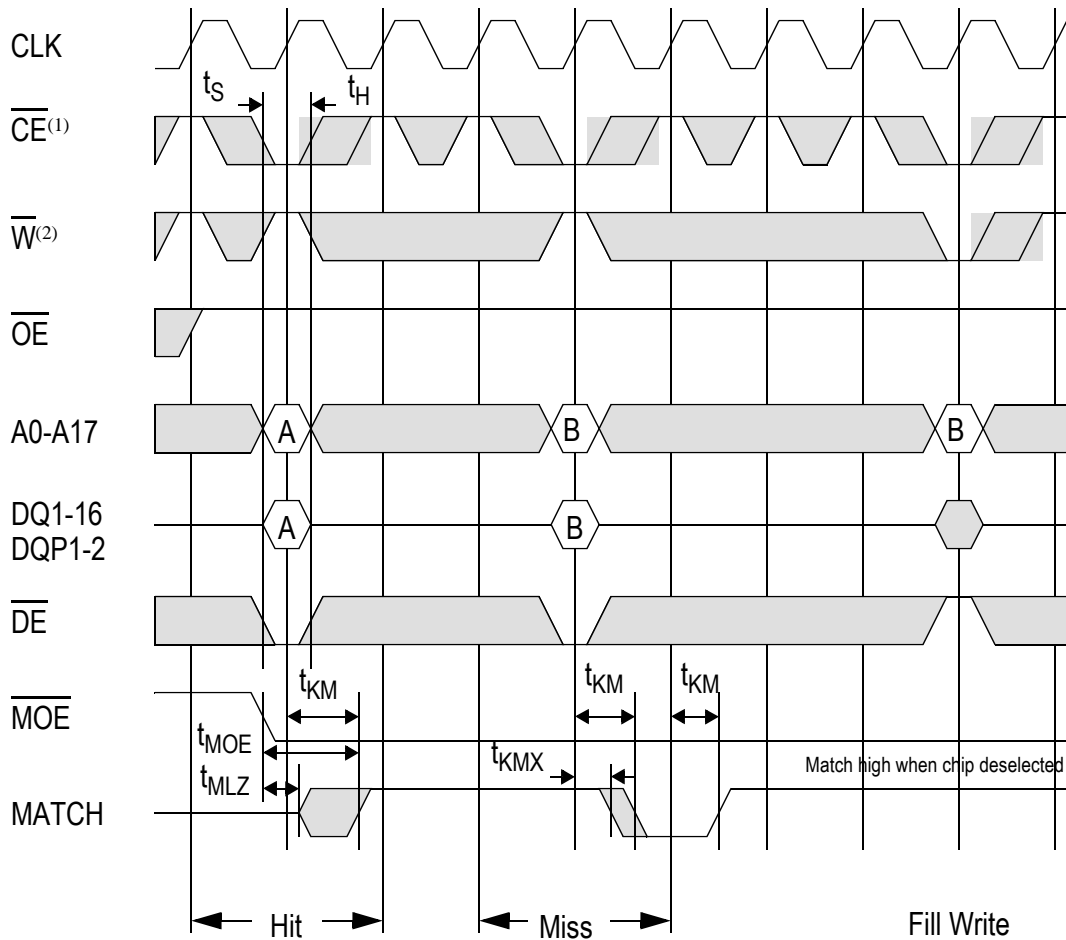 CLK
tS
tH
CE(1)
W(2)
OE
A0-A17
A
B
B
DQ1-16
DQP1-2
A
B
DE
MOE
tKM
tKM
tKM
tMOE
tKMX
Match high when chip deselected
tMLZ
MATCH
Hit
Miss
Fill Write